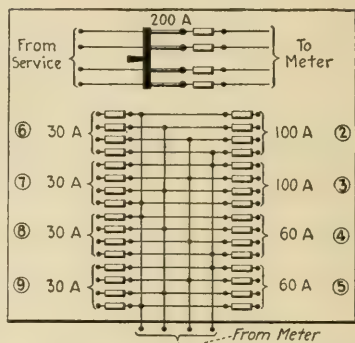 200 A
From
Service
To
Meter
⑥ 30 A
100 A ②
⑦ 30 A
100 A ③
⑧ 30 A
60 A ④
⑨ 30 A
60 A ⑤
From Meter